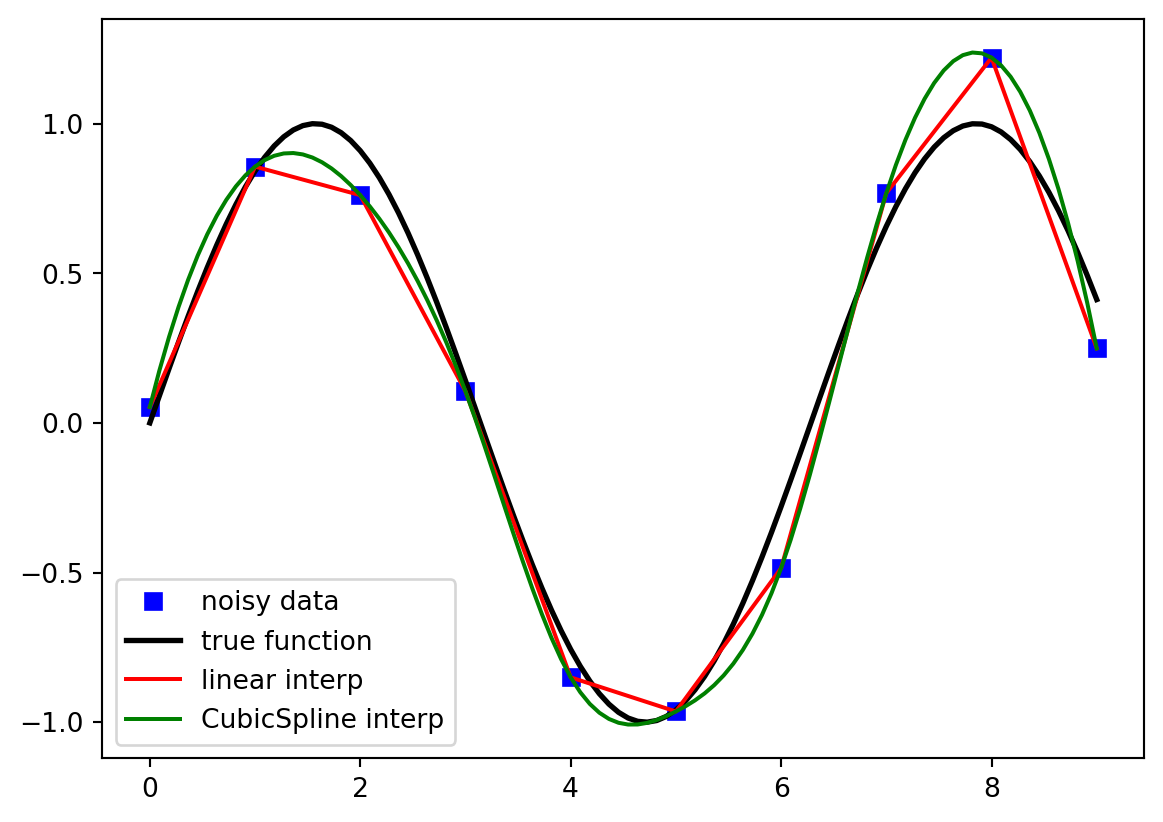 1.0
0.5
0.0
−0.5
−1.0
noisy data
true function
linear interp
CubicSpline interp
0 2 4 6 8